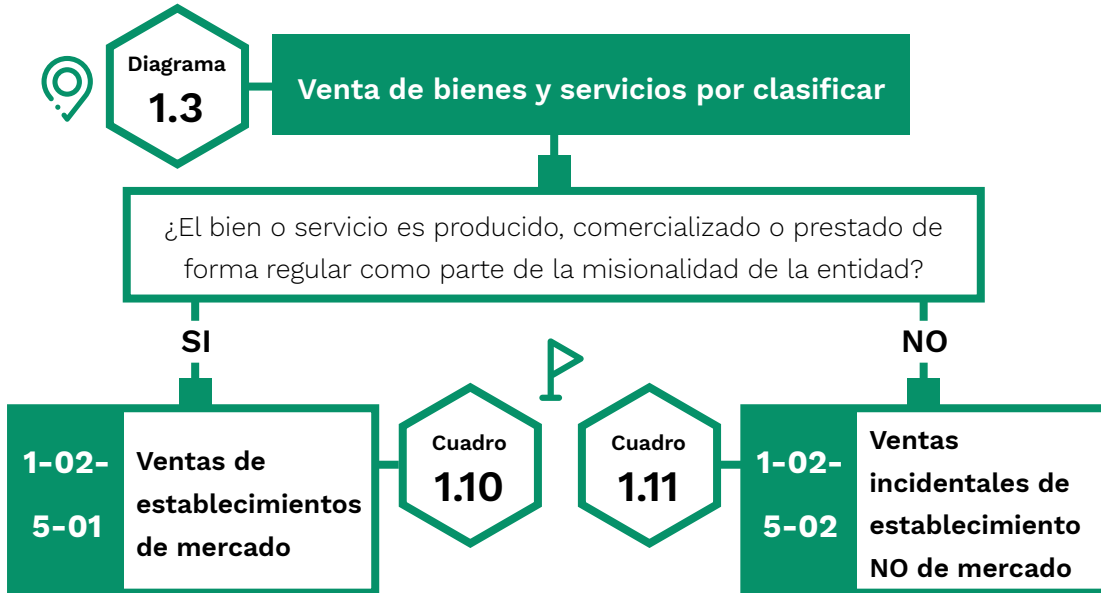 Diagrama
1.3
Venta de bienes y servicios por clasificar
¿El bien o servicio es producido, comercializado o prestado de
forma regular como parte de la misionalidad de la entidad?
SI
NO
1-02-
5-01
Ventas de
establecimientos
de mercado
Cuadro
1.10
Cuadro
1.11
1-02-
5-02
Ventas
incidentales de
establecimiento
NO de mercado